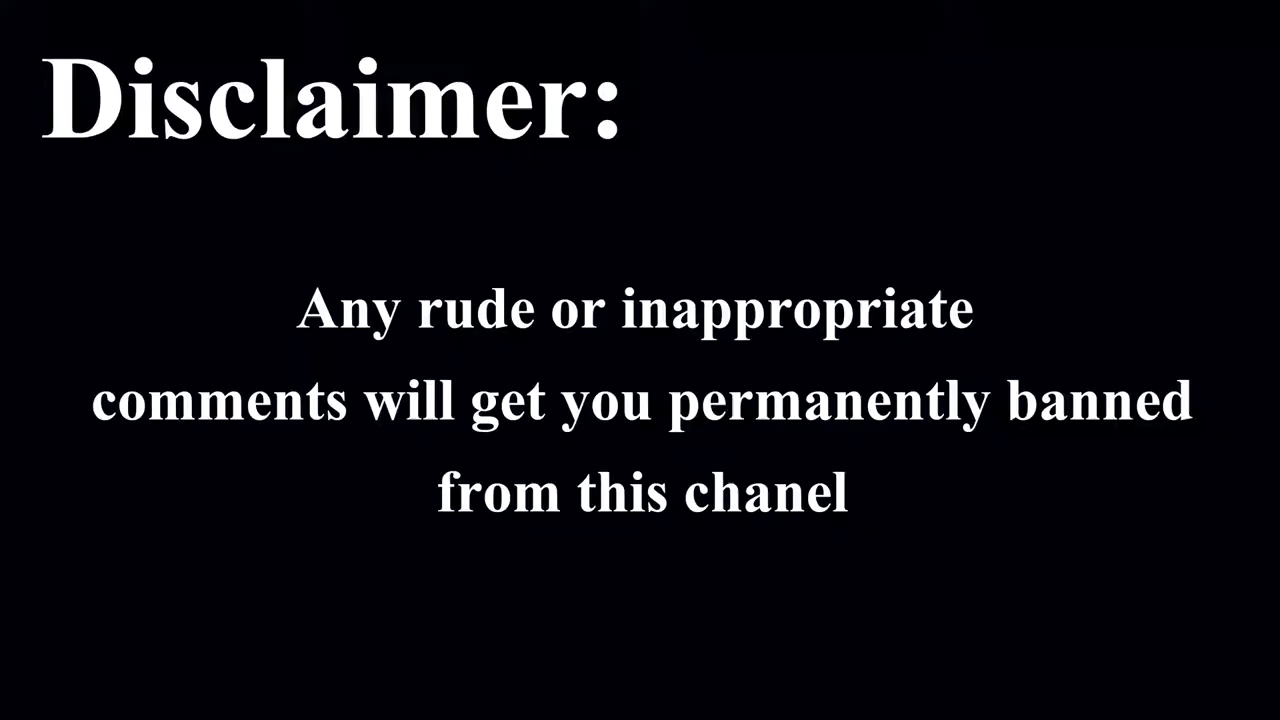 Disclaimer:
Any rude or inappropriate
comments will get you permanently banned
from this chanel